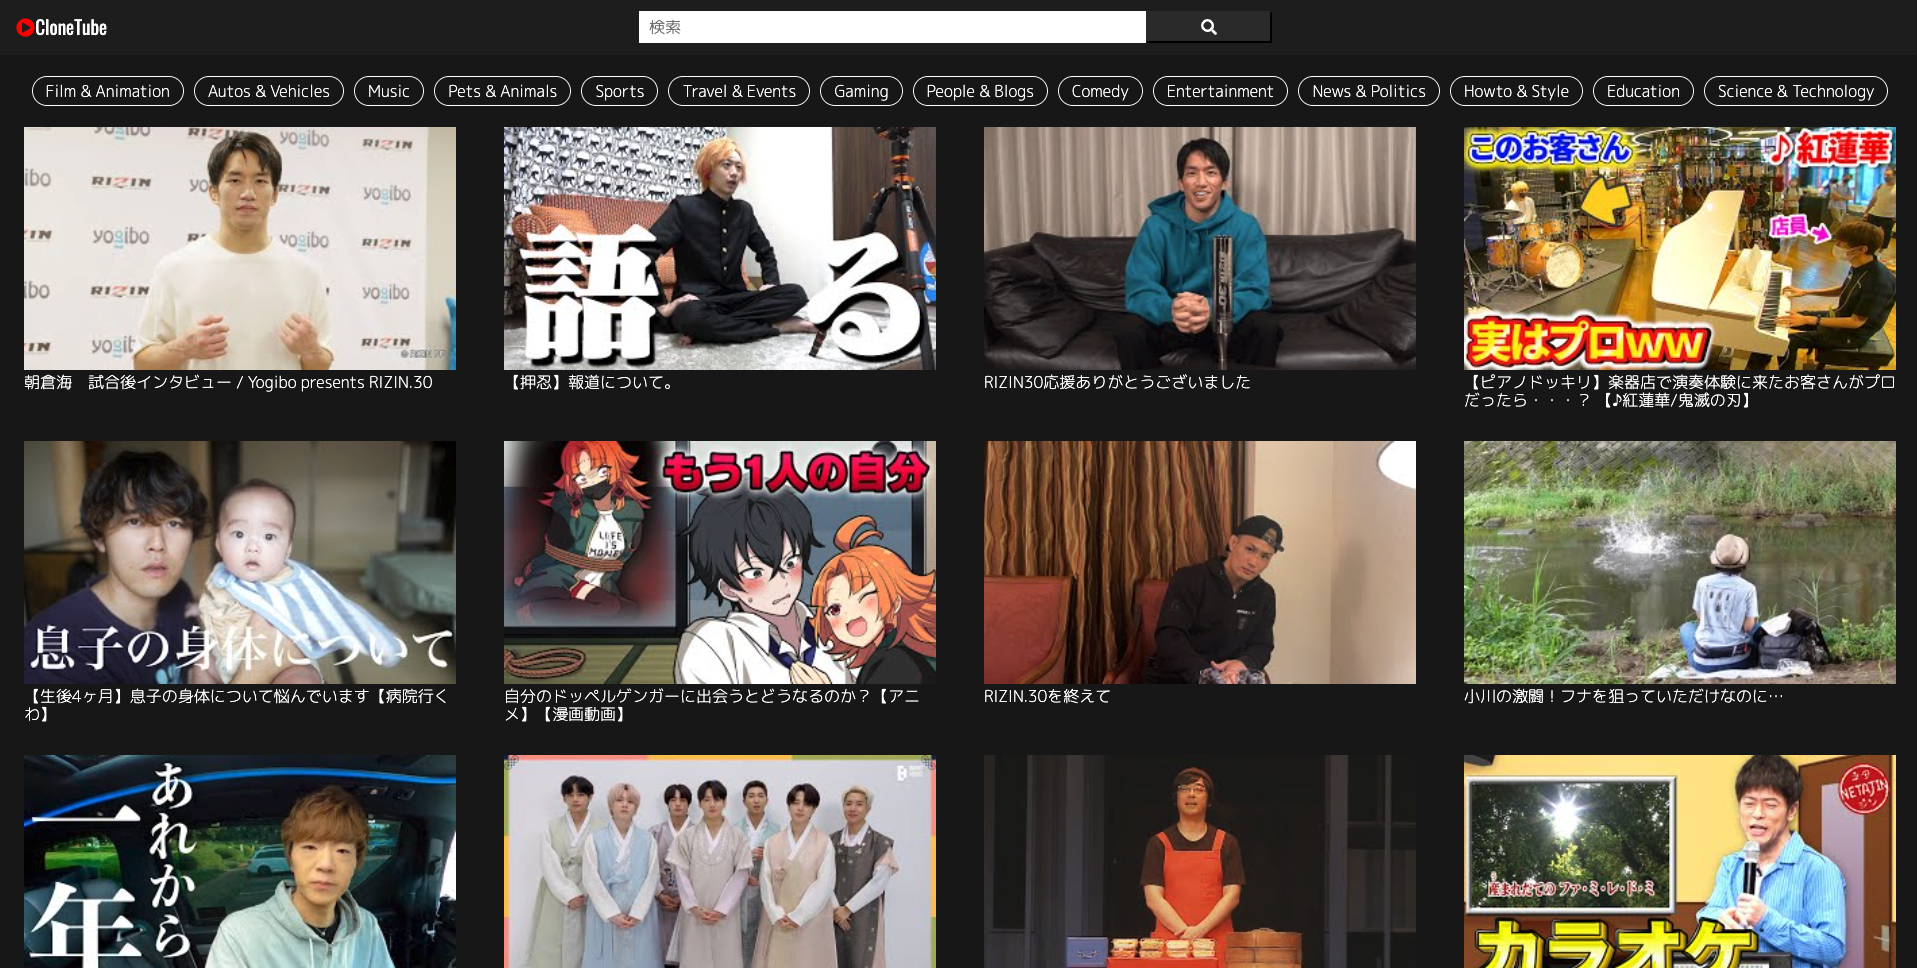 CloneTube
検索
Film & Animation
Autos & Vehicles
Music
Pets & Animals
Sports
Travel & Events
Gaming
People & Blogs
Comedy
Entertainment
News & Politics
Howto & Style
Education
Science & Technology
yogibo
RIZIN
語る
このお客さん
♪紅蓮華
店員
実はプロww
朝倉海　試合後インタビュー / Yogibo presents RIZIN.30
【押忍】報道について。
RIZIN30応援ありがとうございました
【ピアノドッキリ】楽器店で演奏体験に来たお客さんがプロ
だったら・・・？ 【♪紅蓮華/鬼滅の刃】
息子の身体について
もう1人の自分
LIFE
IS
MONEY
【生後4ヶ月】息子の身体について悩んでいます【病院行く
わ】
自分のドッペルゲンガーに出会うとどうなるのか？【アニ
メ】【漫画動画】
RIZIN.30を終えて
小川の激闘！フナを狙っていただけなのに…
あれから
一年
ネタ
NETAJIN
ジン
産まれたての ファ・ミ・レ・ド・ミ
カラオケ